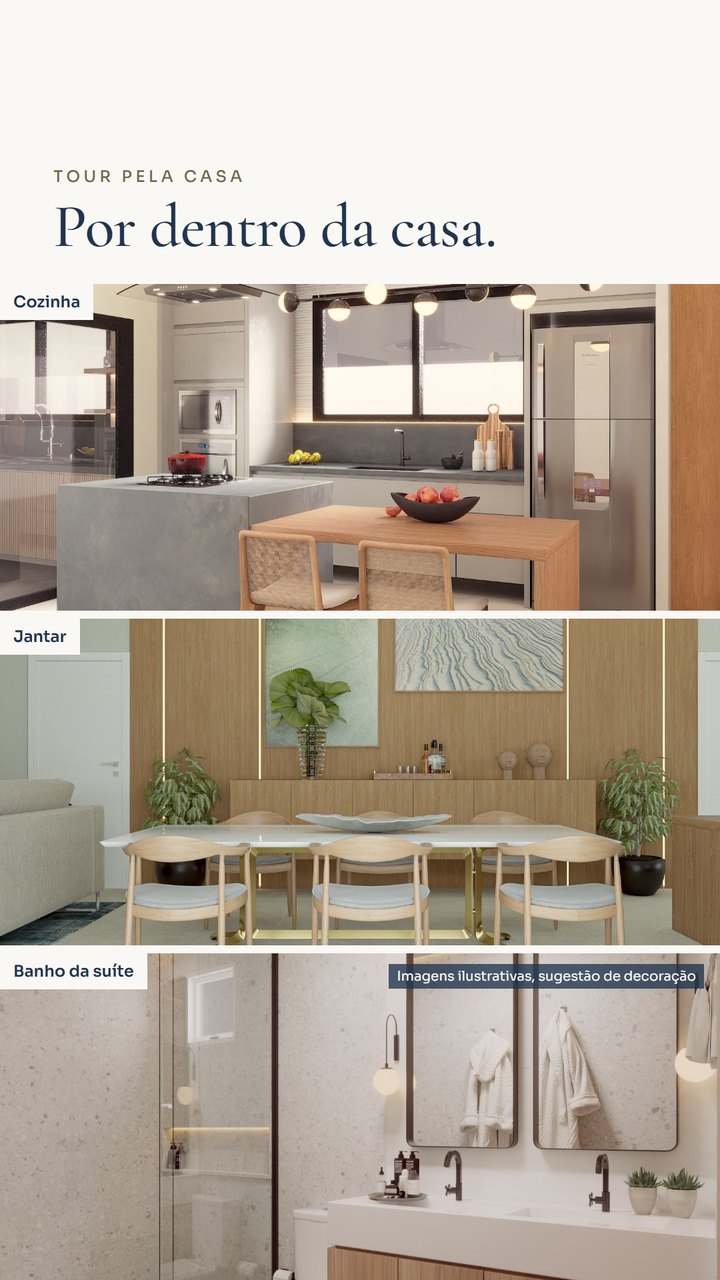 TOUR PELA CASA
Por dentro da casa.
Cozinha
Jantar
Banho da suíte
Imagens ilustrativas, sugestão de decoração